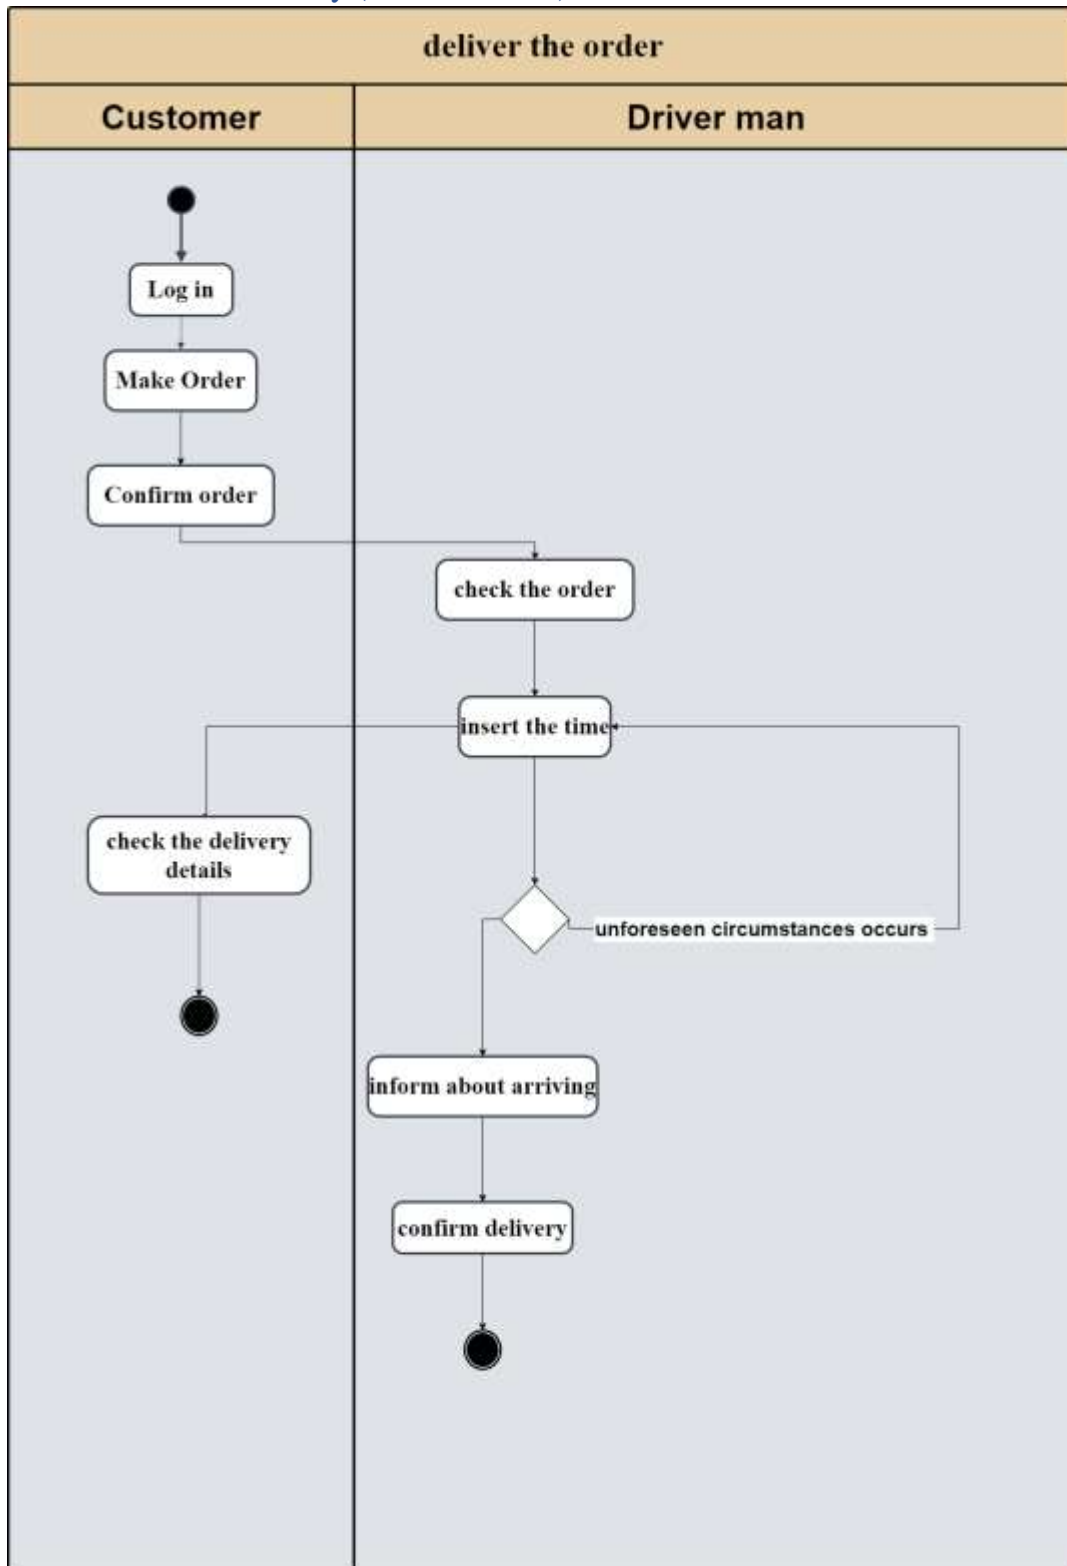 deliver the order
Customer
Driver man
Log in
Make Order
Confirm order
check the order
insert the time
check the delivery
details
unforeseen circumstances occurs
inform about arriving
confirm delivery